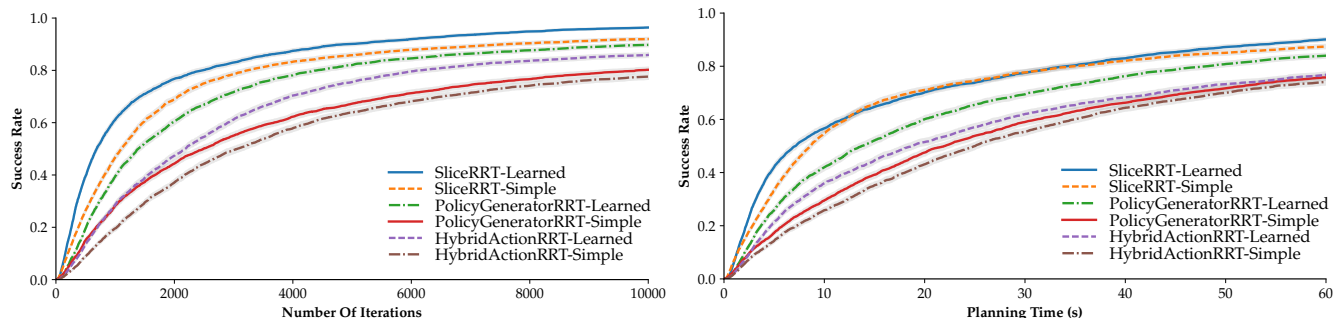 1.0
0.8
0.6
0.4
0.2
0.0
Success Rate
0 2000 4000 6000 8000 10000
Number Of Iterations
SliceRRT-Learned
SliceRRT-Simple
PolicyGeneratorRRT-Learned
PolicyGeneratorRRT-Simple
HybridActionRRT-Learned
HybridActionRRT-Simple
1.0
0.8
0.6
0.4
0.2
0.0
Success Rate
0 10 20 30 40 50 60
Planning Time (s)
SliceRRT-Learned
SliceRRT-Simple
PolicyGeneratorRRT-Learned
PolicyGeneratorRRT-Simple
HybridActionRRT-Learned
HybridActionRRT-Simple